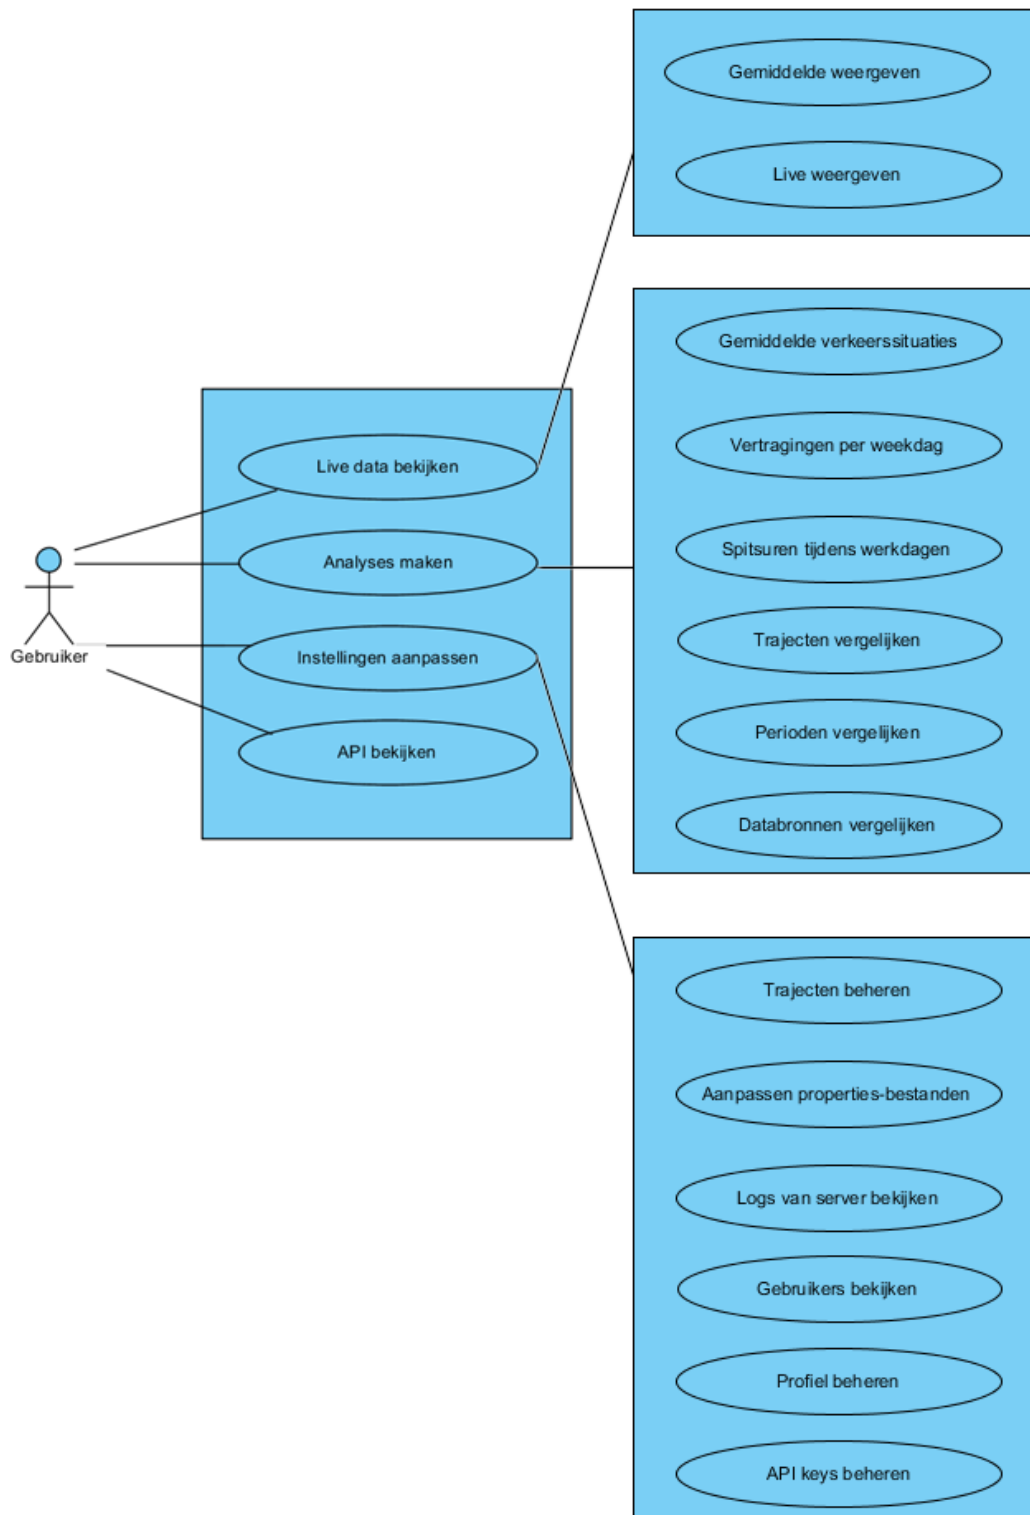 Gemiddelde weergeven
Live weergeven
Gemiddelde verkeerssituaties
Vertragingen per weekdag
Spitsuren tijdens werkdagen
Trajecten vergelijken
Perioden vergelijken
Databronnen vergelijken
Live data bekijken
Analyses maken
Instellingen aanpassen
API bekijken
Gebruiker
Trajecten beheren
Aanpassen properties-bestanden
Logs van server bekijken
Gebruikers bekijken
Profiel beheren
API keys beheren